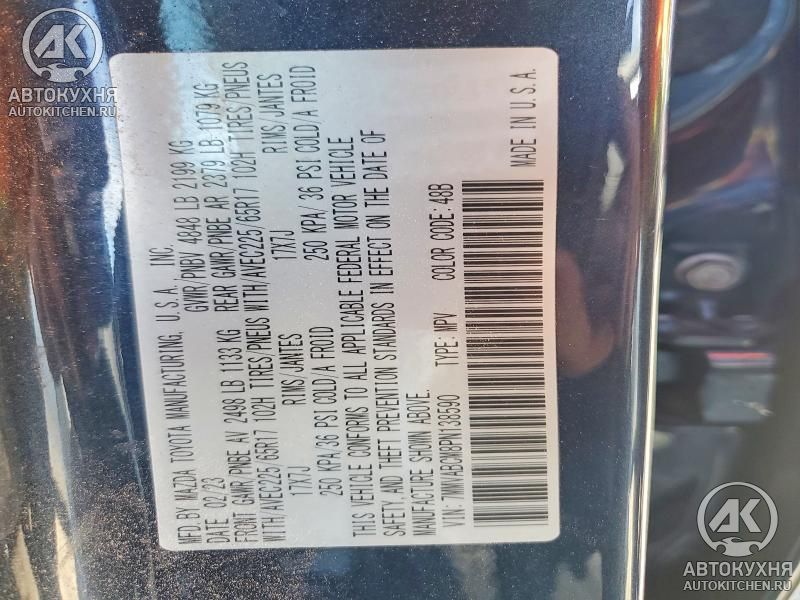 MFD.BY MAZDA TOYOTA MANUFACTURING, U.S.A. INC.
DATE 02/23 GVWR/PNBV 4848 LB 2199 KG
FRONT GAWR/PNBE AV 2498 LB 1133 KG REAR GAWR/PNBE AR 2379 LB 1079 KG
WITH/AVEC225/65R17 102H TIRES/PNEUS WITH/AVEC225/65R17 102H TIRES/PNEUS
17X7J RIMS/JANTES 17X7J RIMS/JANTES
250 KPA/36 PSI COLD/A FROID 250 KPA/ 36 PSI COLD/A FROID
THIS VEHICLE CONFORMS TO ALL APPLICABLE FEDERAL MOTOR VEHICLE
SAFETY AND THEFT PREVENTION STANDARDS IN EFFECT ON THE DATE OF
MANUFACTURE SHOWN ABOVE.
VIN: 7MMVABCM8PN138590 TYPE: MPV COLOR CODE: 48B
MADE IN U.S.A.
АК
АВТОКУХНЯ
AUTOKITCHEN.RU
АК
АВТОКУХНЯ
AUTOKITCHEN.RU